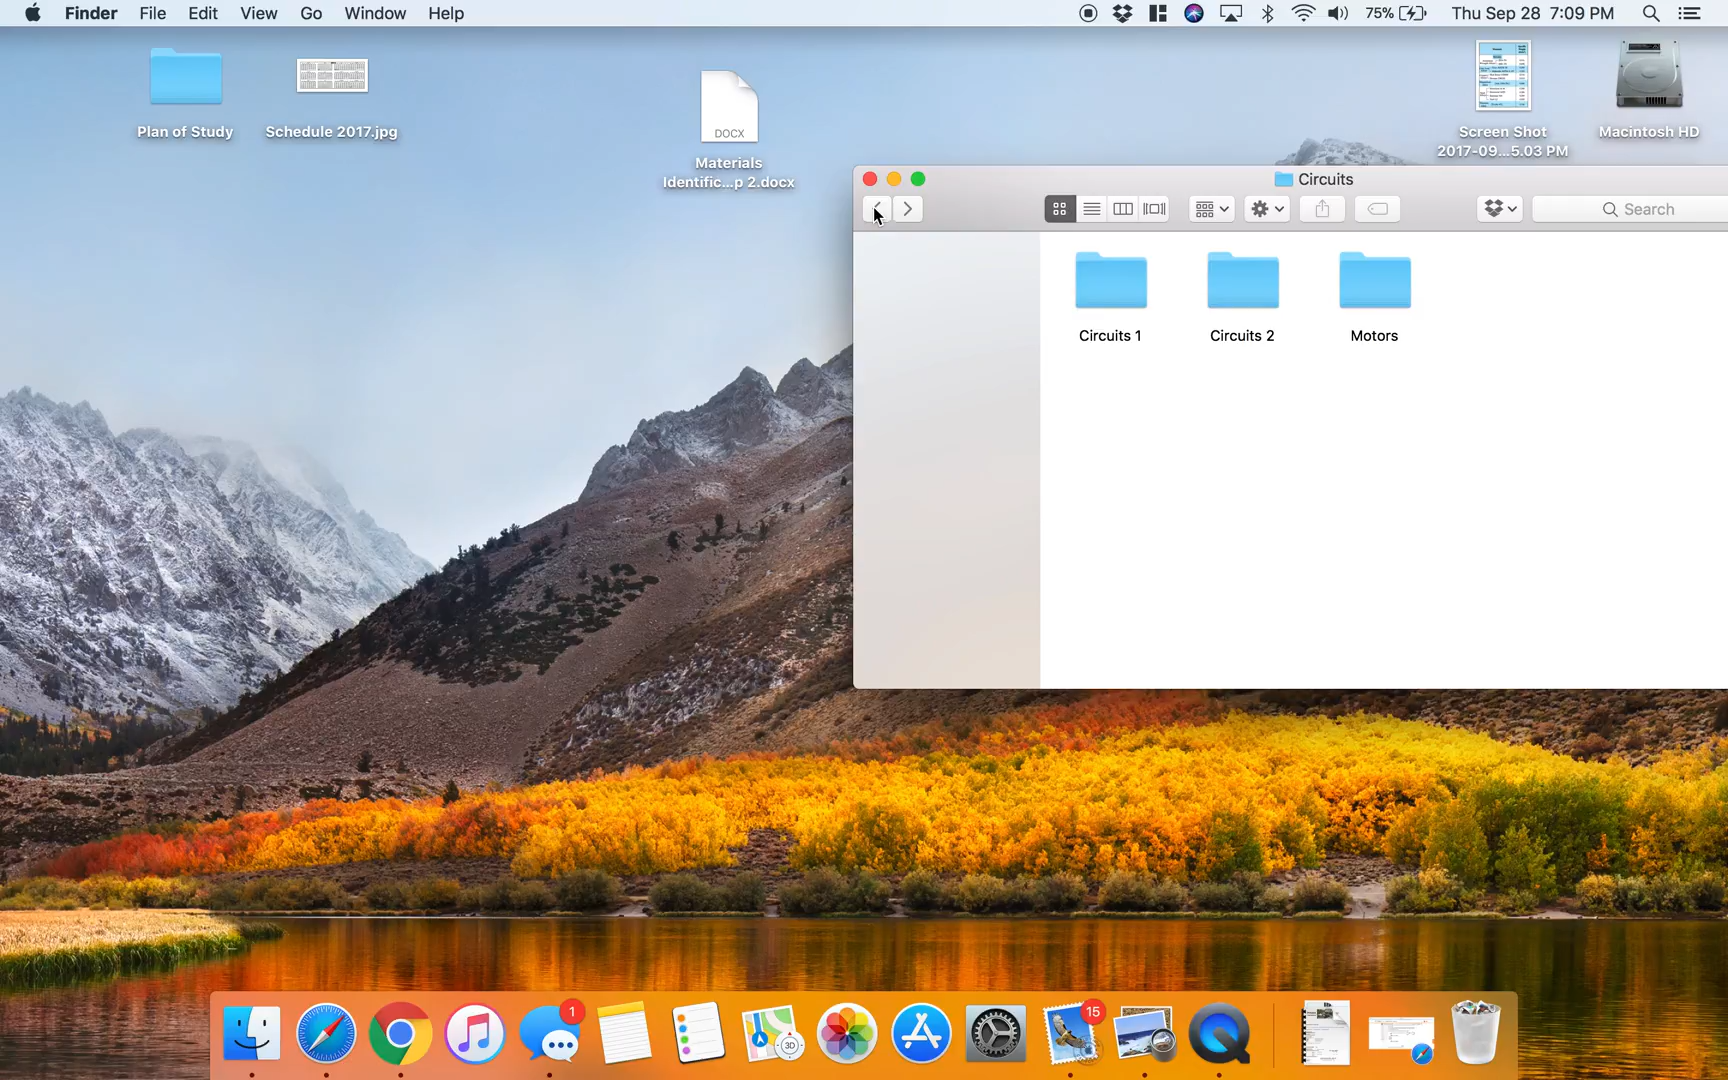 Finder File Edit View Go Window Help 75% Thu Sep 28 7:09 PM
Plan of Study
Schedule 2017.jpg
DOCX
Materials
Identific...p 2.docx
Screen Shot
2017-09...5.03 PM
Macintosh HD
Circuits
Search
Circuits 1
Circuits 2
Motors
1
3D
15